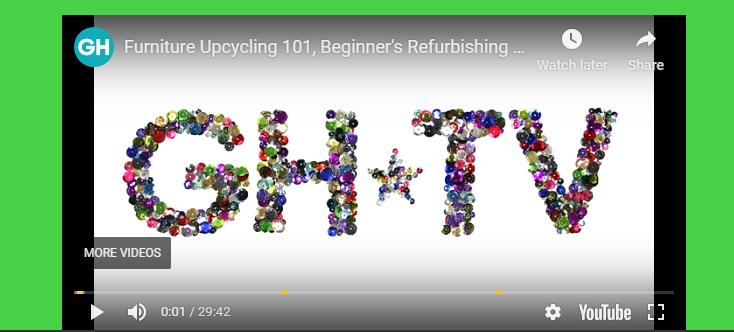 GH
Furniture Upcycling 101, Beginner's Refurbishing ...
Watch later
Share
GH★TV
MORE VIDEOS
0:01 / 29:42
YouTube